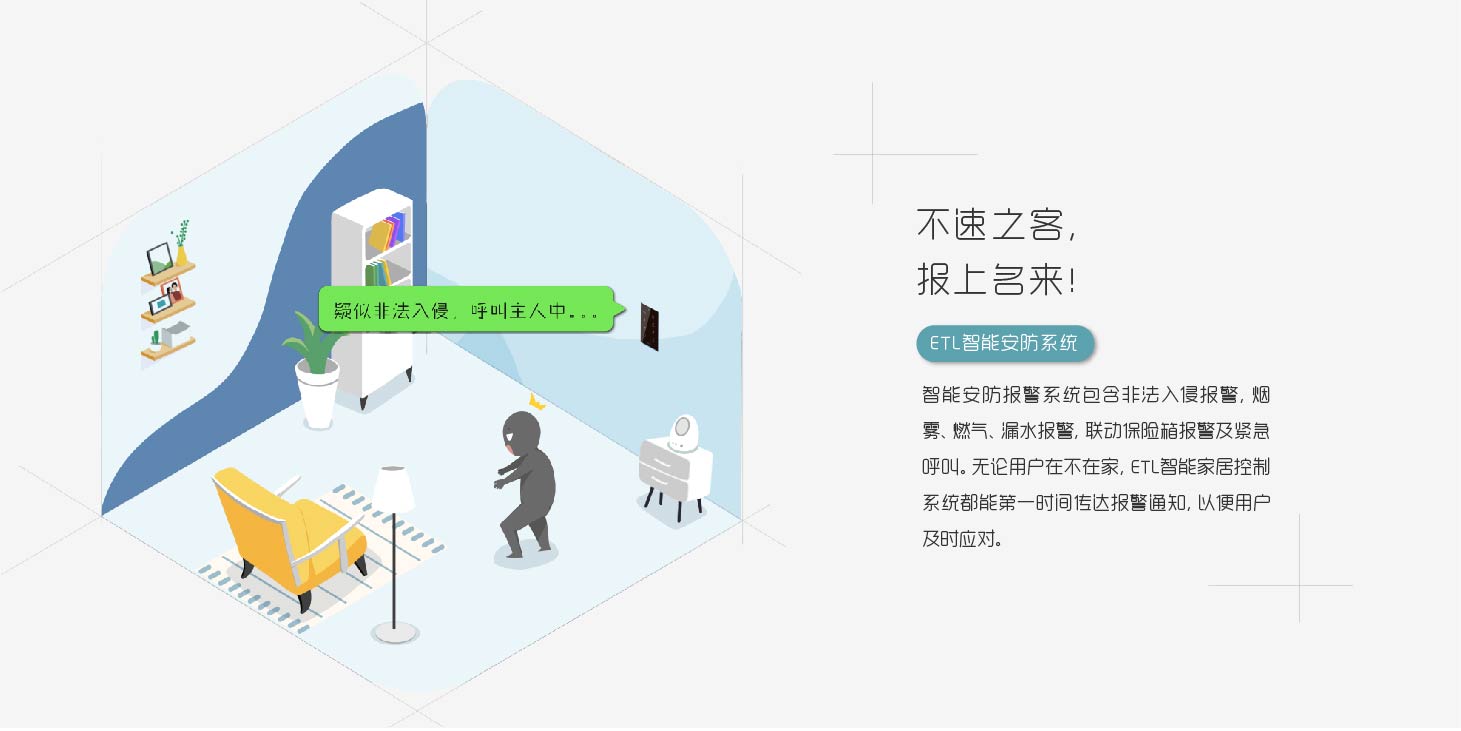 疑似非法入侵, 呼叫主人中...
不速之客,
报上名来!
ETL智能安防系统
智能安防报警系统包含非法入侵报警, 烟
雾、燃气、漏水报警, 联动保险箱报警及紧急
呼叫。无论用户在不在家, ETL智能家居控制
系统都能第一时间传达报警通知, 以便用户
及时应对。